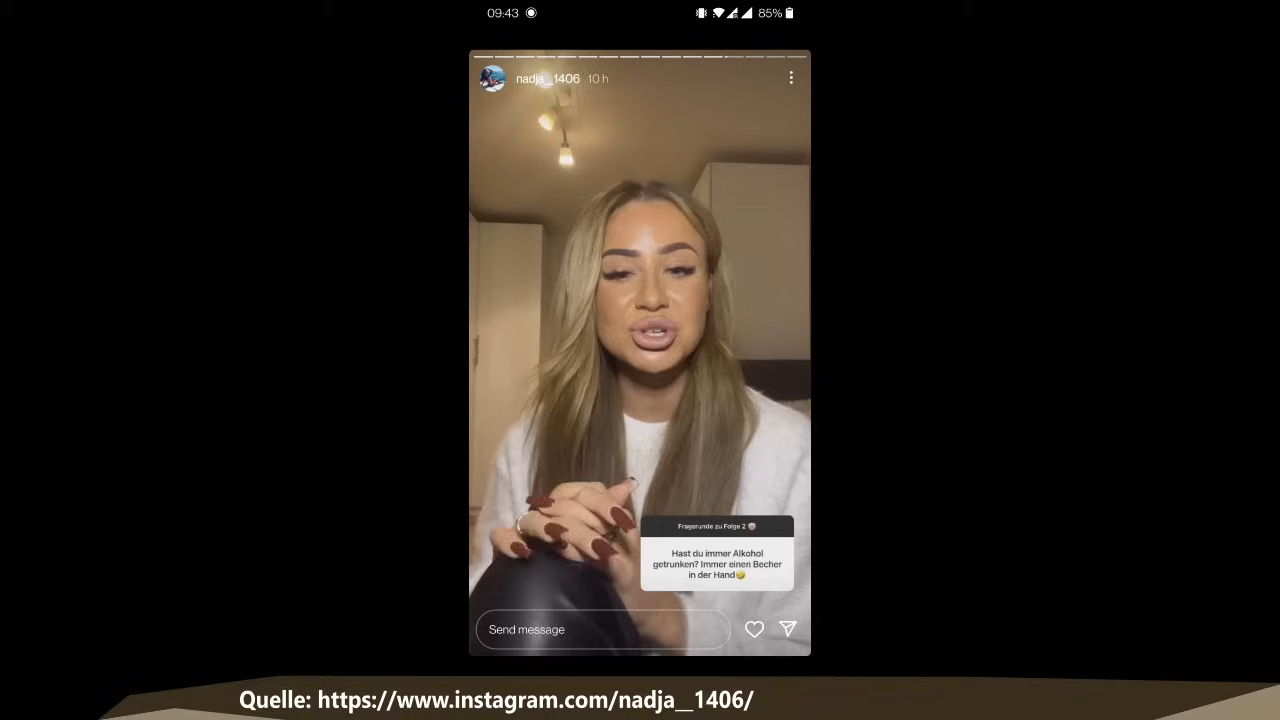 09:43
85%
nadja__1406 10 h
Fragerunde zu Folge 2 
Hast du immer Alkohol
getrunken? Immer einen Becher
in der Hand🤣
Send message
Quelle: https://www.instagram.com/nadja__1406/